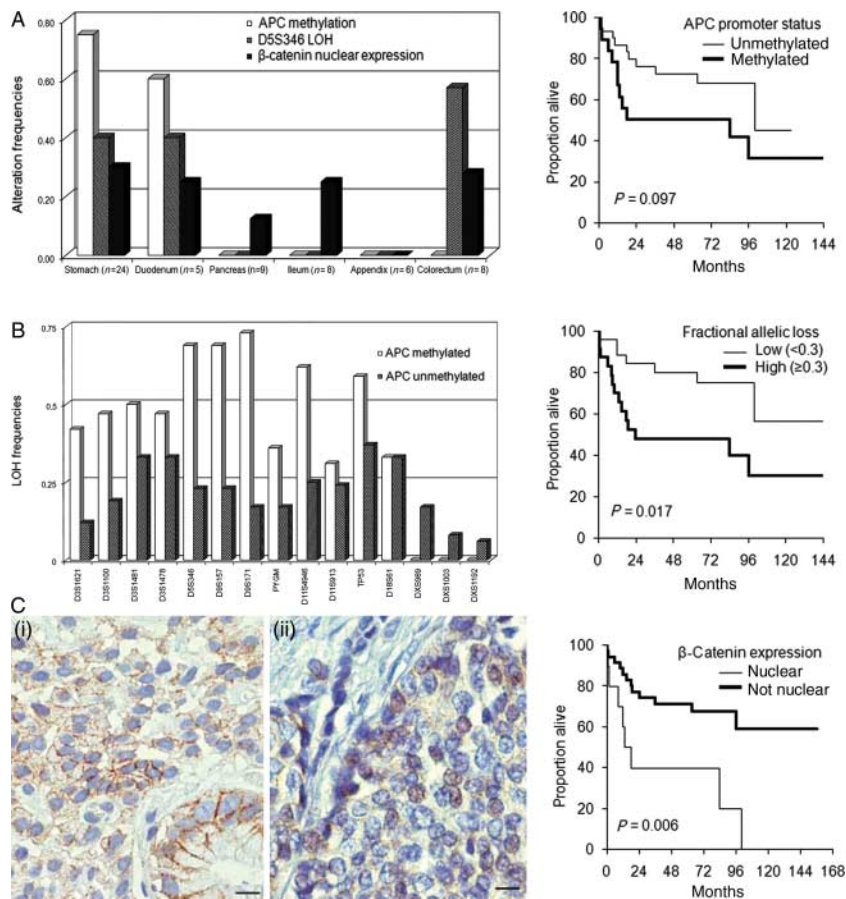 A
APC methylation
D5S346 LOH
β-catenin nuclear expression
Alteration frequencies
0.80
0.60
0.40
0.20
0.00
Stomach (n=24)
Duodenum (n=5)
Pancreas (n=9)
Ileum (n=8)
Appendix (n=6)
Colorectum (n=8)
APC promoter status
Unmethylated
Methylated
Proportion alive
100
80
60
40
20
0
P = 0.097
0 24 48 72 96 120 144
Months
B
APC methylated
APC unmethylated
LOH frequencies
0.75
0.5
0.25
0
D3S1621
D3S1100
D3S1481
D3S1478
D5S346
D9S157
D9S171
PYGM
D11S4946
D11S913
TP53
D18S61
DXS989
DXS1003
DXS1192
Fractional allelic loss
Low (<0.3)
High (≥0.3)
Proportion alive
100
80
60
40
20
0
P = 0.017
0 24 48 72 96 120 144
Months
C
(i)
(ii)
β-Catenin expression
Nuclear
Not nuclear
Proportion alive
100
80
60
40
20
0
P = 0.006
0 24 48 72 96 120 144 168
Months